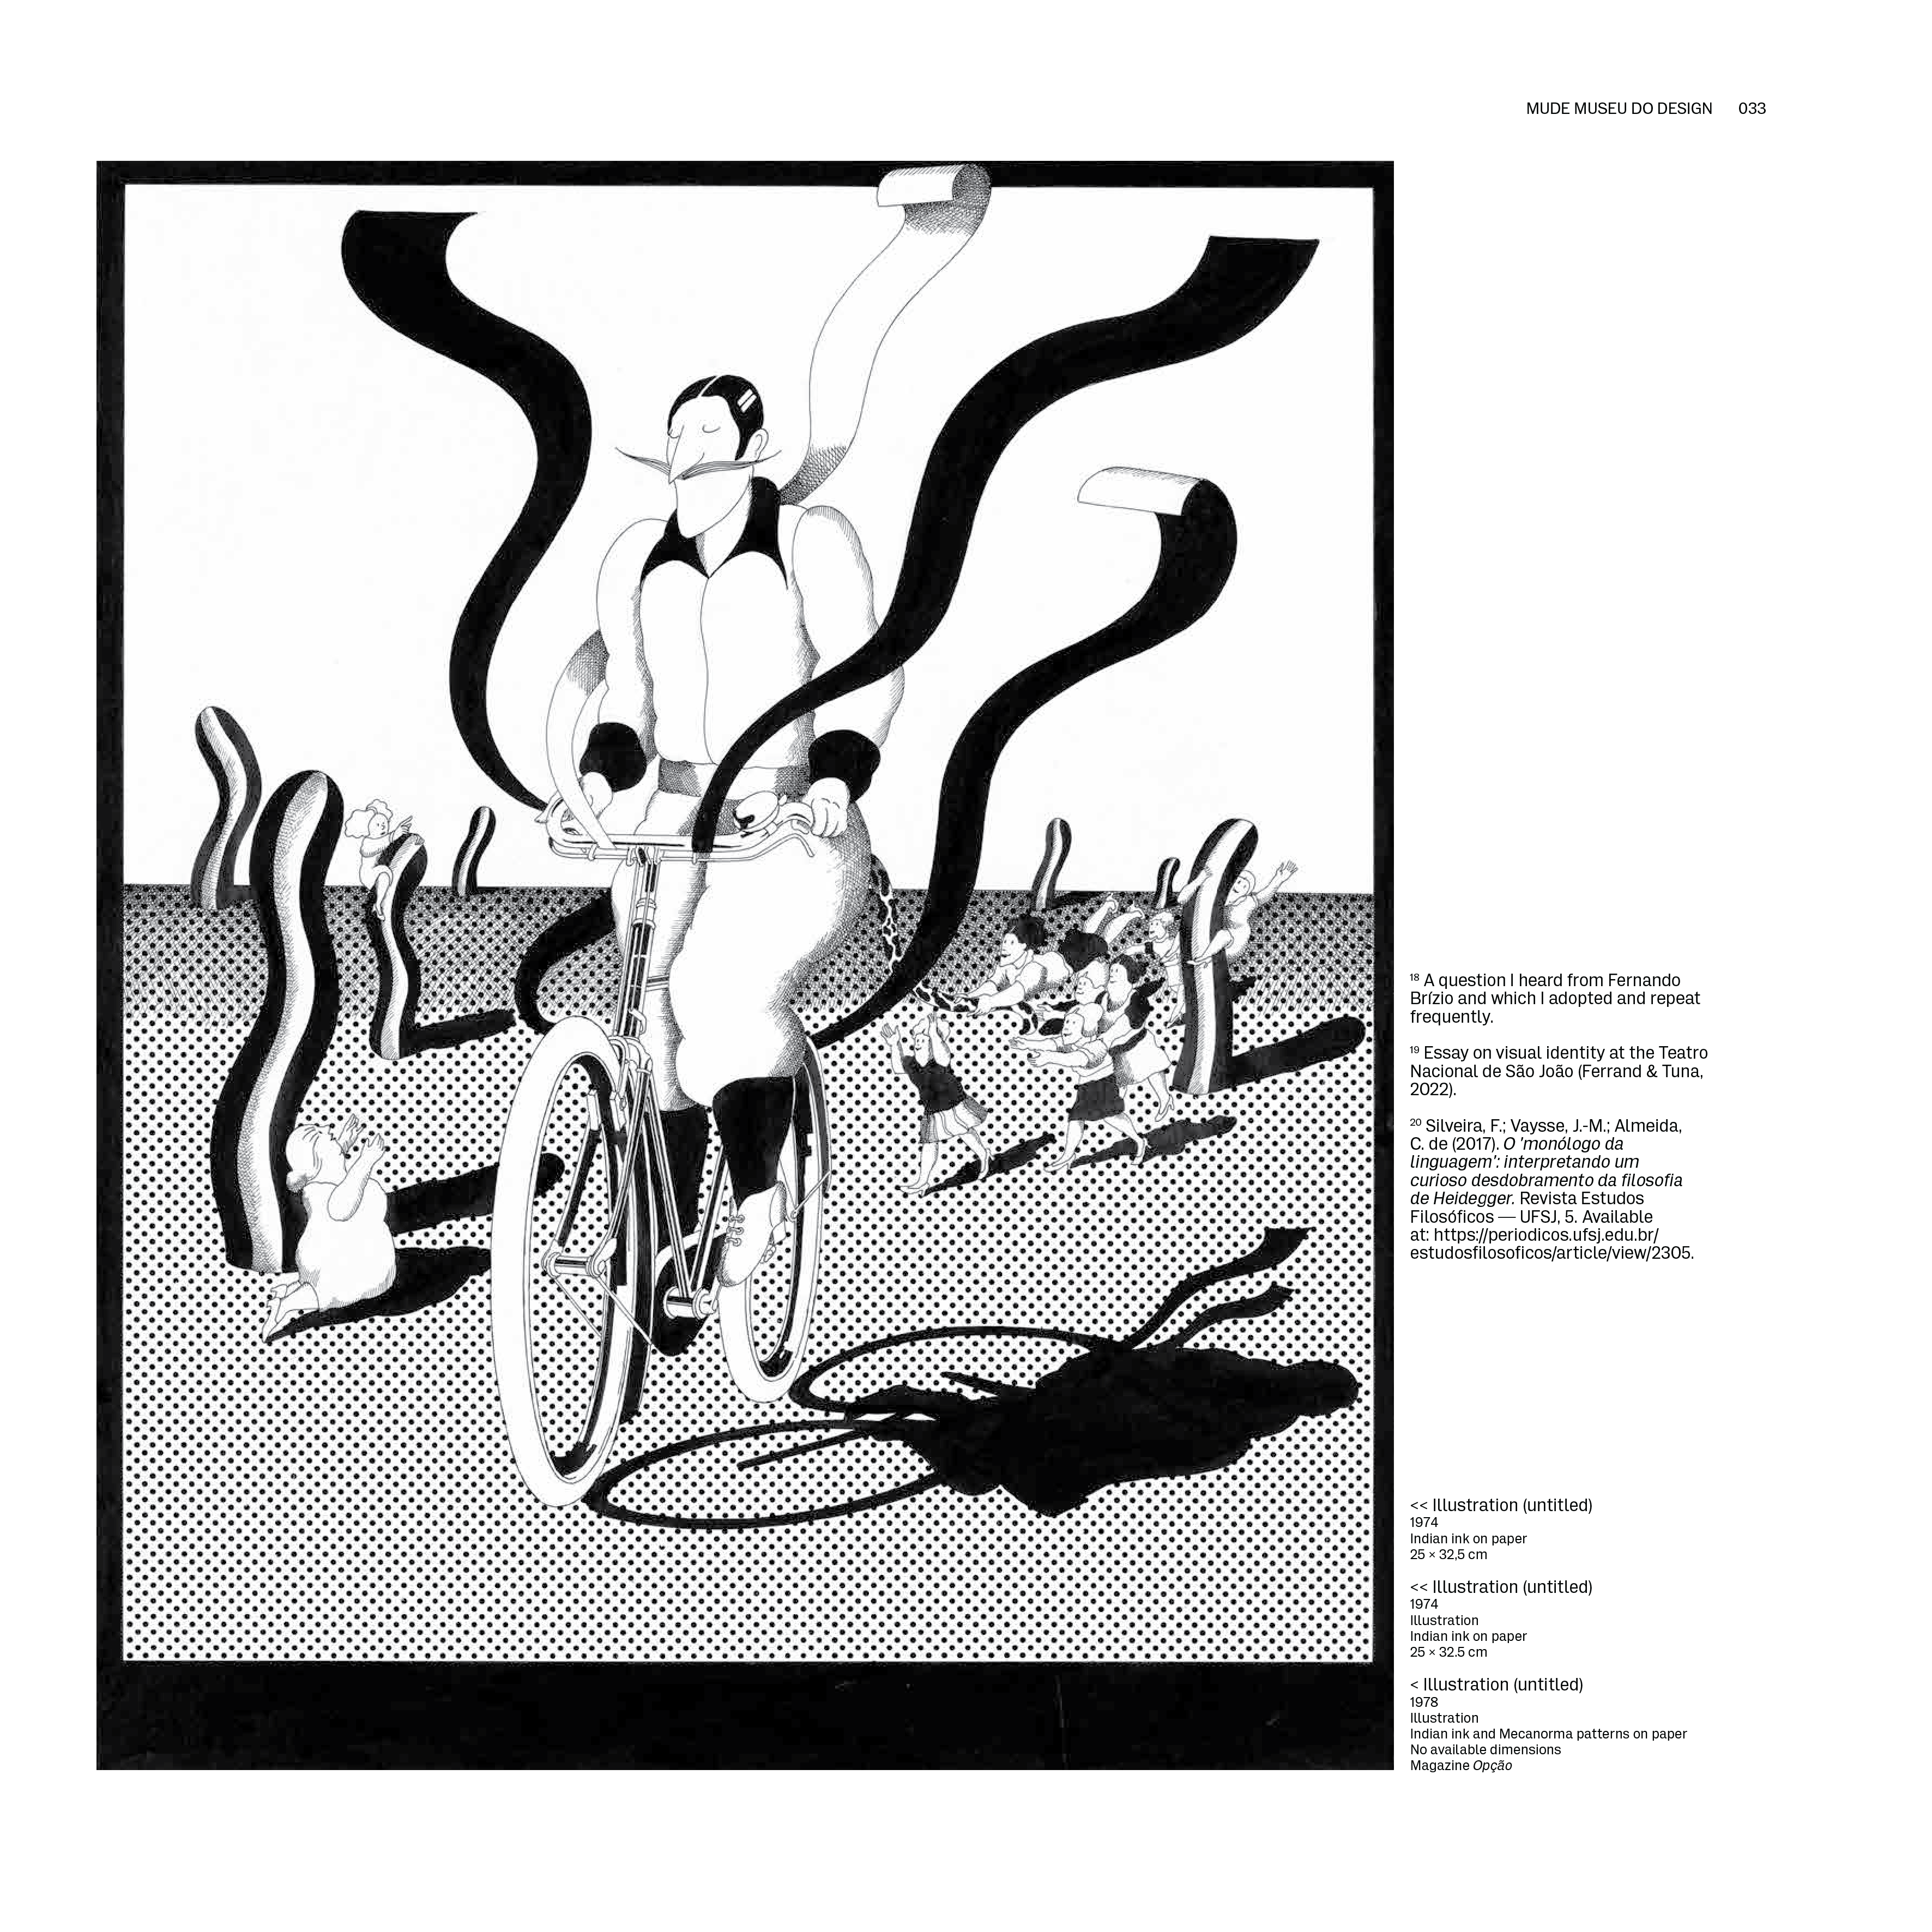 MUDE MUSEU DO DESIGN 033
18 A question I heard from Fernando
Brízio and which I adopted and repeat
frequently.
19 Essay on visual identity at the Teatro
Nacional de São João (Ferrand & Tuna,
2022).
20 Silveira, F.; Vaysse, J.-M.; Almeida,
C. de (2017). O 'monólogo da
linguagem': interpretando um
curioso desdobramento da filosofia
de Heidegger. Revista Estudos
Filosóficos — UFSJ, 5. Available
at: https://periodicos.ufsj.edu.br/
estudosfilosoficos/article/view/2305.
<< Illustration (untitled)
1974
Indian ink on paper
25 × 32,5 cm
<< Illustration (untitled)
1974
Illustration
Indian ink on paper
25 × 32.5 cm
< Illustration (untitled)
1978
Illustration
Indian ink and Mecanorma patterns on paper
No available dimensions
Magazine Opção